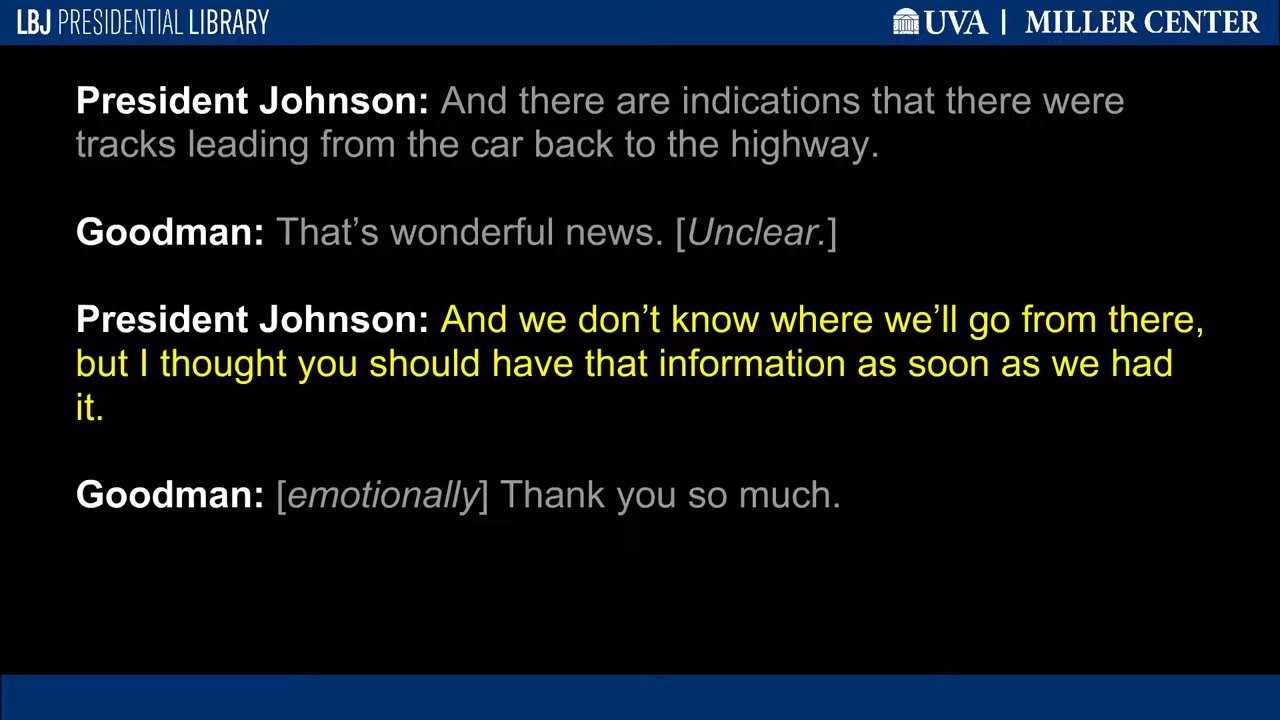 LBJ PRESIDENTIAL LIBRARY
UVA | MILLER CENTER
President Johnson: And there are indications that there were
tracks leading from the car back to the highway.
Goodman: That’s wonderful news. [Unclear.]
President Johnson: And we don’t know where we’ll go from there,
but I thought you should have that information as soon as we had
it.
Goodman: [emotionally] Thank you so much.